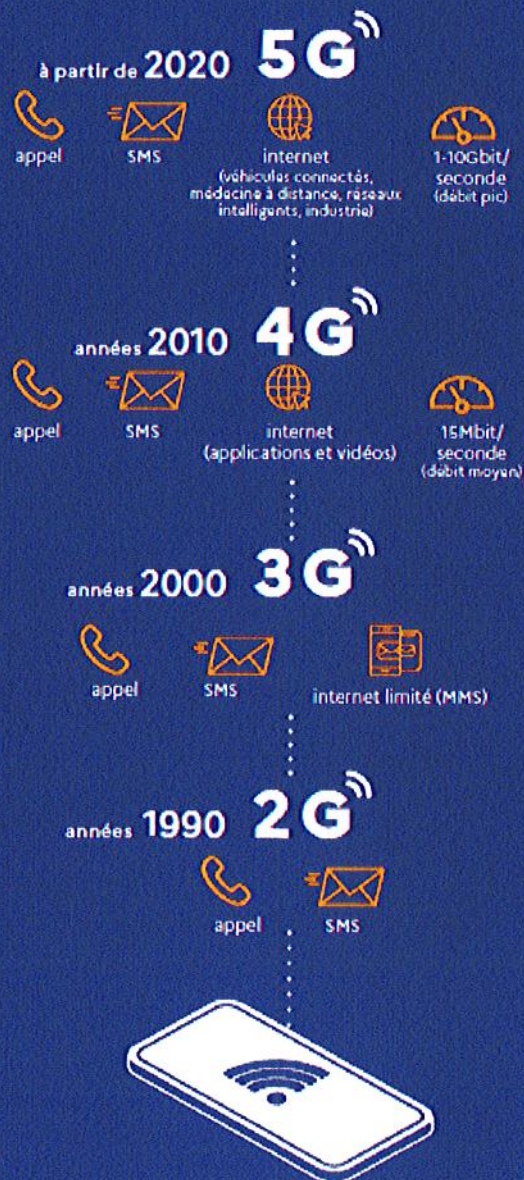 à partir de 2020 5G
appel
SMS
internet
(véhicules connectés,
médecine à distance, réseaux
intelligents, industrie)
1-10Gbit/
seconde
(débit pic)
années 2010 4G
appel
SMS
internet
(applications et vidéos)
15Mbit/
seconde
(débit moyen)
années 2000 3G
appel
SMS
internet limité (MMS)
années 1990 2G
appel
SMS